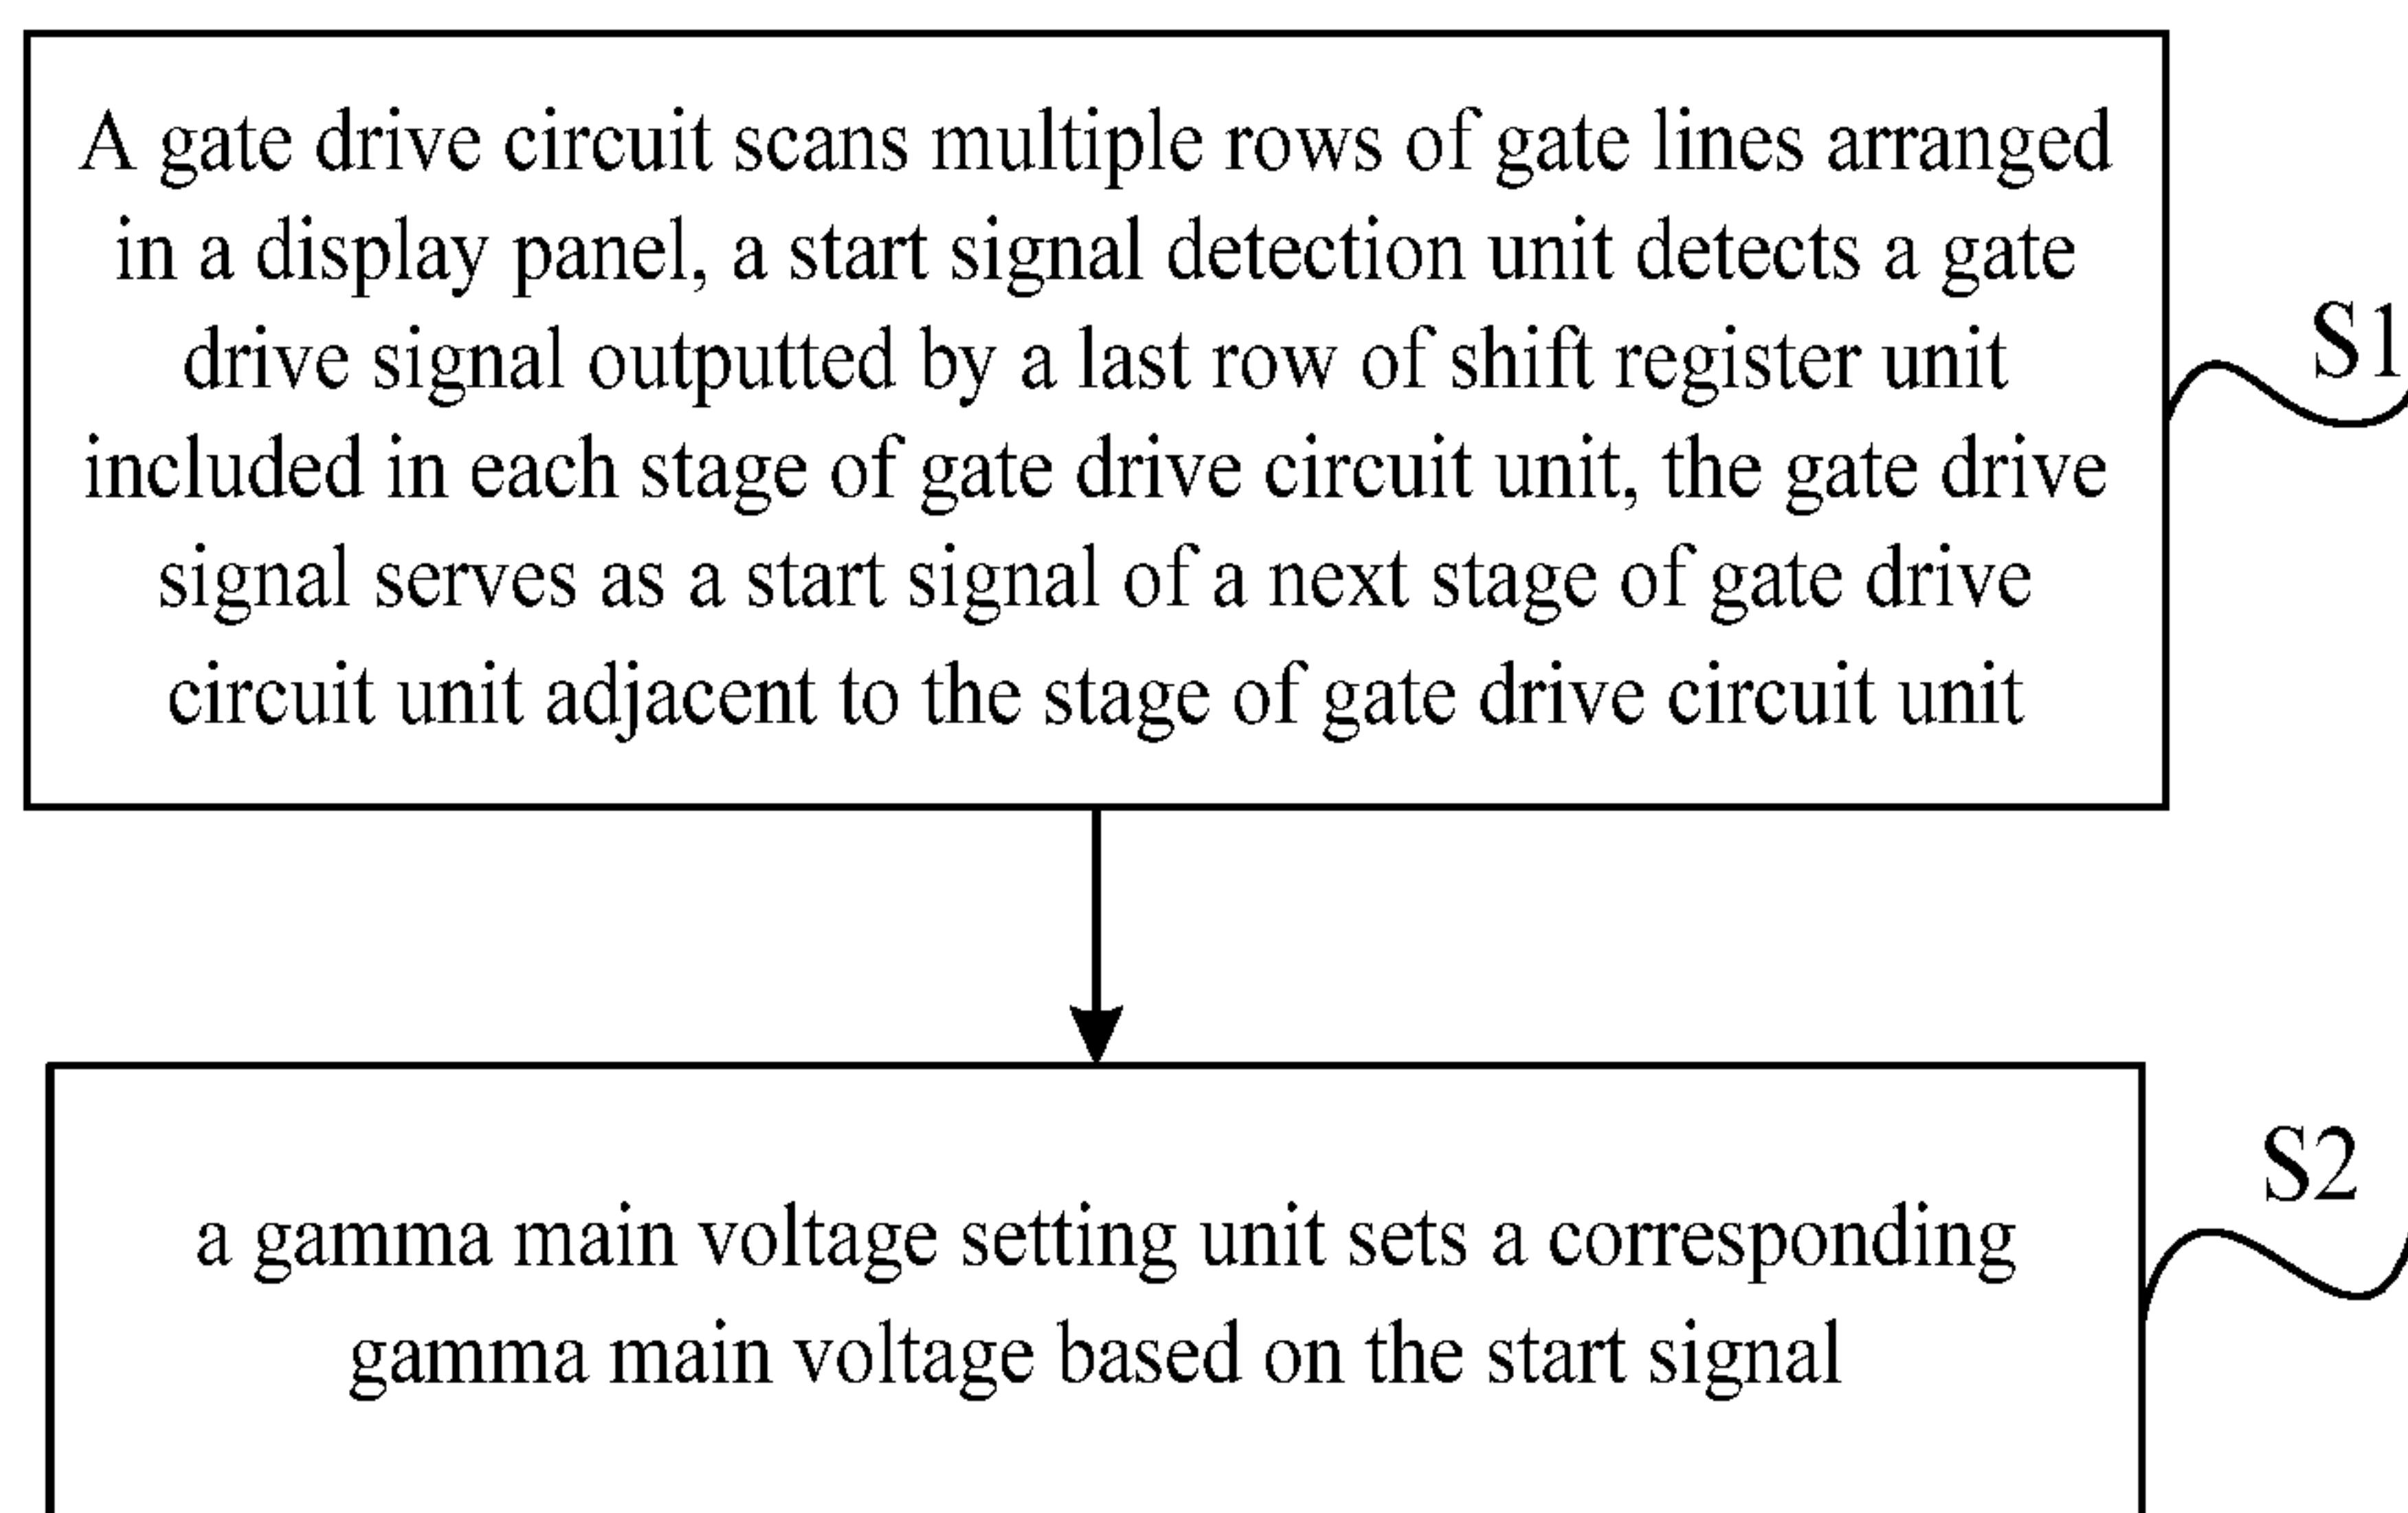 A gate drive circuit scans multiple rows of gate lines arranged
in a display panel, a start signal detection unit detects a gate
drive signal outputted by a last row of shift register unit
included in each stage of gate drive circuit unit, the gate drive
signal serves as a start signal of a next stage of gate drive
circuit unit adjacent to the stage of gate drive circuit unit
S1
a gamma main voltage setting unit sets a corresponding
gamma main voltage based on the start signal
S2